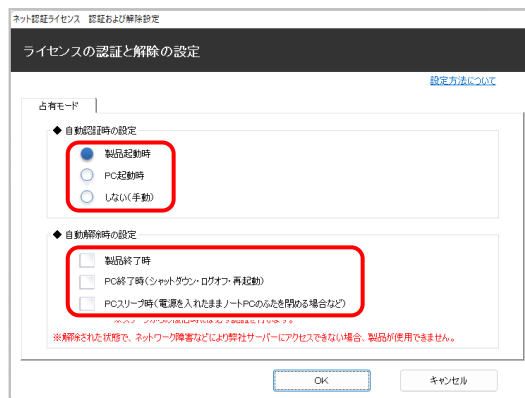 ネット認証ライセンス 認証および解除設定
ライセンスの認証と解除の設定
設定方法について
占有モード
◆ 自動認証時の設定
製品起動時
PC起動時
しない(手動)
◆ 自動解除時の設定
製品終了時
PC終了時(シャットダウン・ログオフ・再起動)
PCスリープ時(電源を入れたままノートPCのふたを閉める場合など)
※解除された状態で、ネットワーク障害などにより弊社サーバーにアクセスできない場合、製品が使用できません。
OK
キャンセル